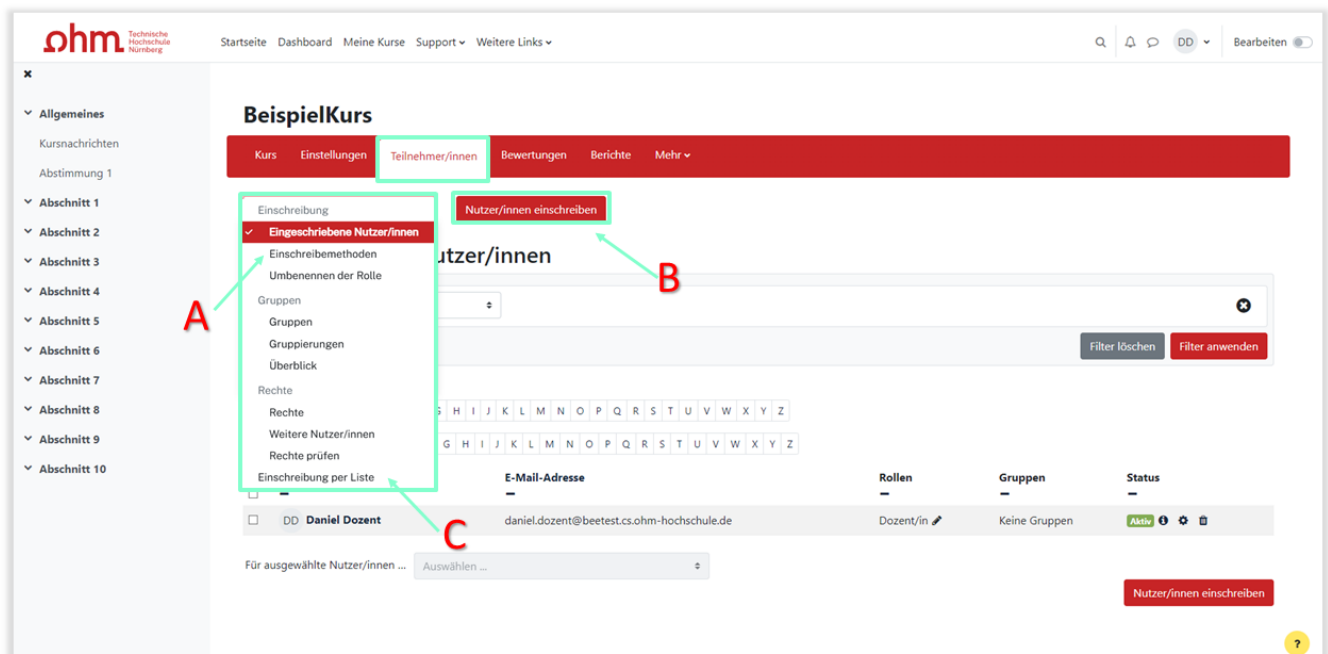 ohm Technische
Hochschule
Nürnberg
Startseite Dashboard Meine Kurse Support Weitere Links
DD Bearbeiten
Allgemeines
Kursnachrichten
Abstimmung 1
Abschnitt 1
Abschnitt 2
Abschnitt 3
Abschnitt 4
Abschnitt 5
Abschnitt 6
Abschnitt 7
Abschnitt 8
Abschnitt 9
Abschnitt 10
BeispielKurs
Kurs Einstellungen Teilnehmer/innen Bewertungen Berichte Mehr
Einschreibung
Eingeschriebene Nutzer/innen
Einschreibemethoden
Umbenennen der Rolle
Gruppen
Gruppen
Gruppierungen
Überblick
Rechte
Rechte
Weitere Nutzer/innen
Rechte prüfen
Einschreibung per Liste
Nutzer/innen einschreiben
utzer/innen
A
B
C
Filter löschen Filter anwenden
H I J K L M N O P Q R S T U V W X Y Z
G H I J K L M N O P Q R S T U V W X Y Z
E-Mail-Adresse Rollen Gruppen Status
DD Daniel Dozent daniel.dozent@beetest.cs.ohm-hochschule.de Dozent/in Keine Gruppen Aktiv
Für ausgewählte Nutzer/innen ... Auswählen ...
Nutzer/innen einschreiben
?